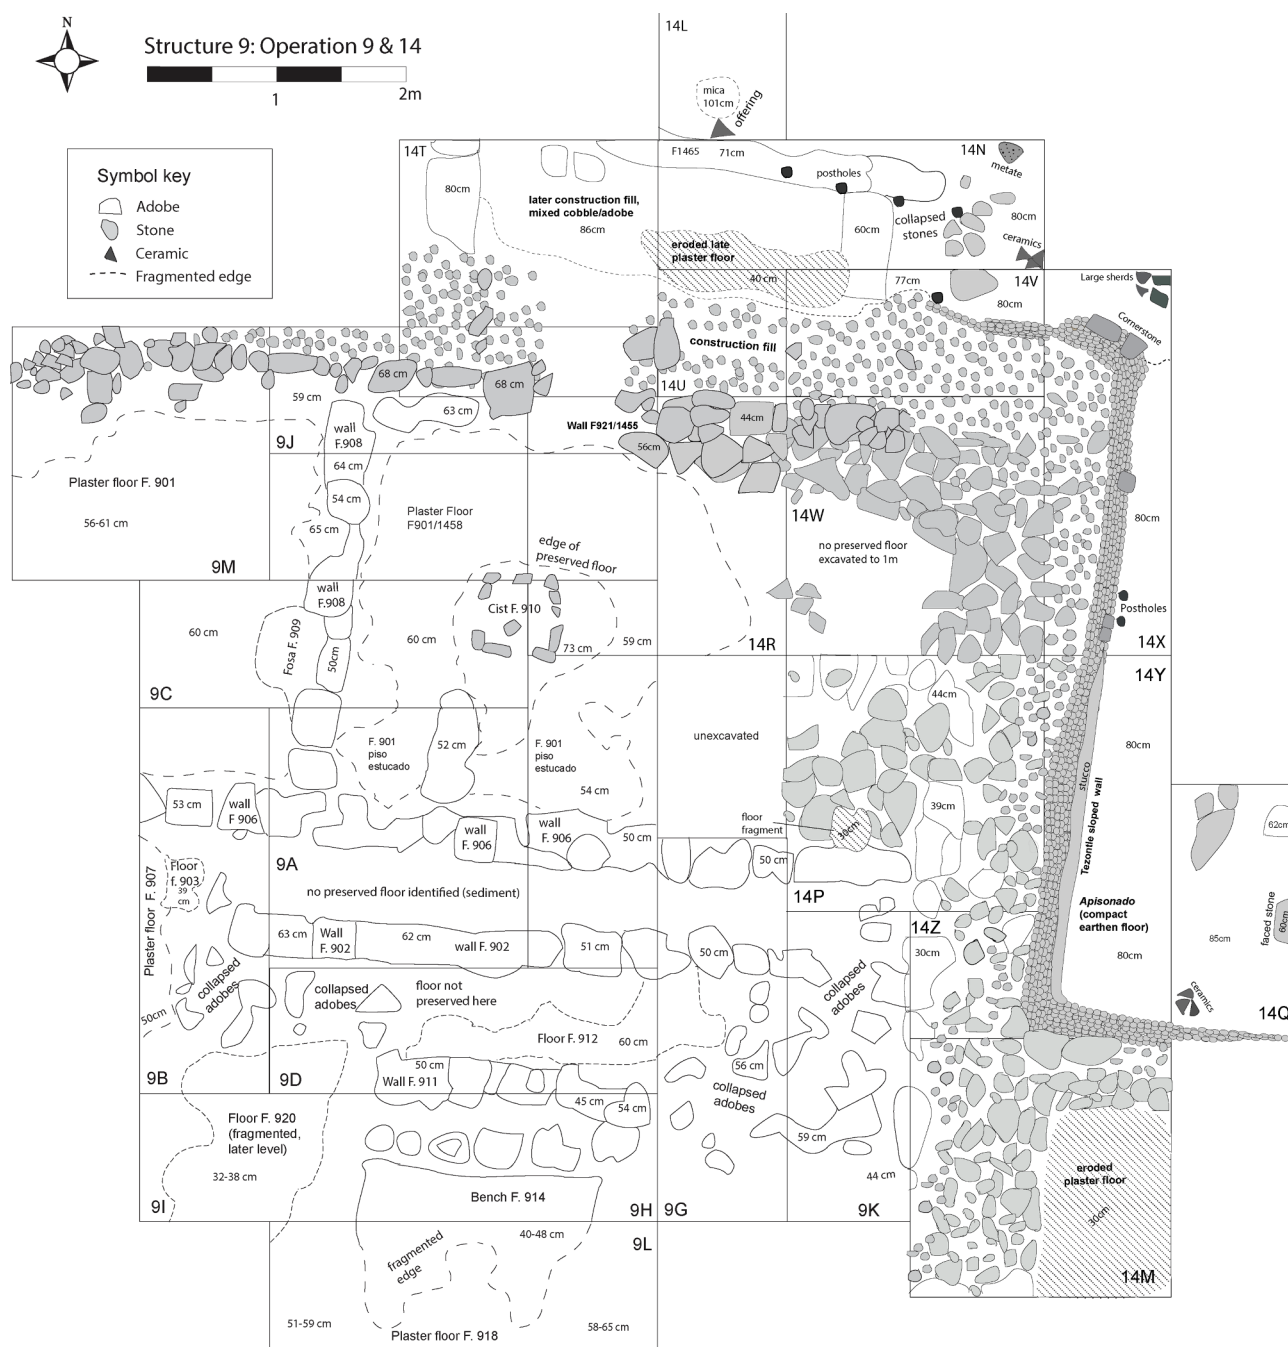 N
Structure 9: Operation 9 & 14
1
2m
Symbol key
Adobe
Stone
Ceramic
Fragmented edge
14L
mica
101cm
offering
14T
80cm
later construction fill,
mixed cobble/adobe
86cm
F1465
71cm
postholes
14N
metate
eroded late
plaster floor
40 cm
60cm
collapsed
stones
80cm
ceramics
77cm
14V
80cm
Large sherds
Cornerstone
construction fill
14U
68 cm
68 cm
59 cm
63 cm
Wall F921/1455
44cm
56cm
9J
wall
F.908
64 cm
54 cm
65 cm
Plaster floor F. 901
56-61 cm
9M
Plaster Floor
F901/1458
edge of
preserved floor
14W
no preserved floor
excavated to 1m
80cm
Postholes
14X
wall
F.908
60 cm
Fosa F. 909
50cm
60 cm
Cist F. 910
73 cm
59 cm
14R
9C
14Y
44cm
unexcavated
80cm
F. 901
piso
estucado
52 cm
F. 901
piso
estucado
54 cm
stucco
Tezontle sloped wall
53 cm
wall
F. 906
wall
F. 906
wall
F. 906
50 cm
floor
fragment
30cm
39cm
62cm
9A
Floor
f. 903
39
cm
Plaster floor F. 907
no preserved floor identified (sediment)
50 cm
14P
Apisonado
(compact
earthen floor)
80cm
faced stone
60cm
85cm
14Z
30cm
63 cm
Wall
F. 902
62 cm
wall F. 902
51 cm
50 cm
collapsed
adobes
50cm
collapsed
adobes
floor not
preserved here
collapsed
adobes
ceramics
14Q
Floor F. 912
60 cm
9B
9D
50 cm
Wall F. 911
45 cm
54 cm
56 cm
collapsed
adobes
Floor F. 920
(fragmented,
later level)
32-38 cm
59 cm
44 cm
eroded
plaster floor
30cm
9I
Bench F. 914
9H
9G
9K
40-48 cm
9L
fragmented
edge
14M
51-59 cm
58-65 cm
Plaster floor F. 918